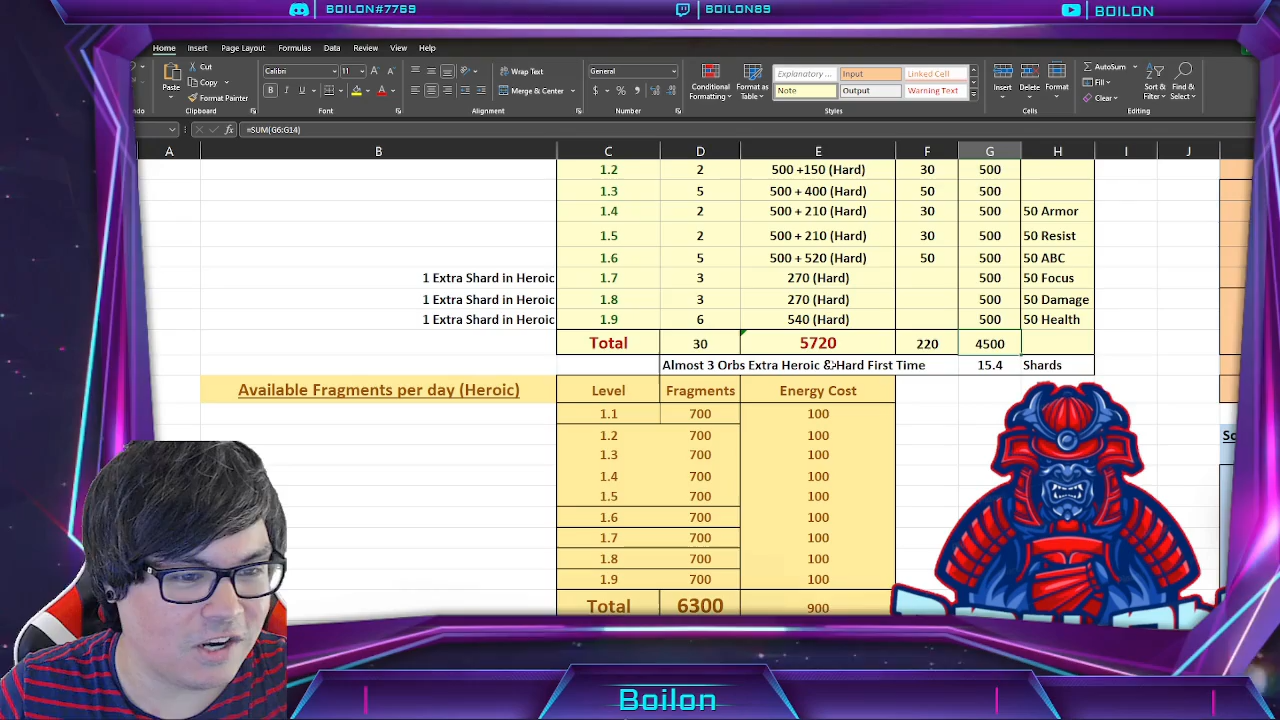 BOILON#7769 BOILON89 BOILON
Home Insert Page Layout Formulas Data Review View Help
Cut
Copy
Format Painter
Paste
Calibri 11
B I U
Wrap Text
Merge & Center
Alignment
General
$ % ,
Number
Conditional Formatting
Format as Table
Explanatory ... Input Linked Cell
Note Output Warning Text
Styles
Insert Delete Format
Cells
AutoSum
Fill
Clear
Sort & Filter
Find & Select
Editing
fx =SUM(G6:G14)
A B C D E F G H I J
1.2 2 500 +150 (Hard) 30 500
1.3 5 500 + 400 (Hard) 50 500
1.4 2 500 + 210 (Hard) 30 500 50 Armor
1.5 2 500 + 210 (Hard) 30 500 50 Resist
1.6 5 500 + 520 (Hard) 50 500 50 ABC
1 Extra Shard in Heroic 1.7 3 270 (Hard) 500 50 Focus
1 Extra Shard in Heroic 1.8 3 270 (Hard) 500 50 Damage
1 Extra Shard in Heroic 1.9 6 540 (Hard) 500 50 Health
Total 30 5720 220 4500
Almost 3 Orbs Extra Heroic & Hard First Time 15.4 Shards
Available Fragments per day (Heroic) Level Fragments Energy Cost
1.1 700 100
1.2 700 100
1.3 700 100
1.4 700 100
1.5 700 100
1.6 700 100
1.7 700 100
1.8 700 100
1.9 700 100
Total 6300 900
Boilon